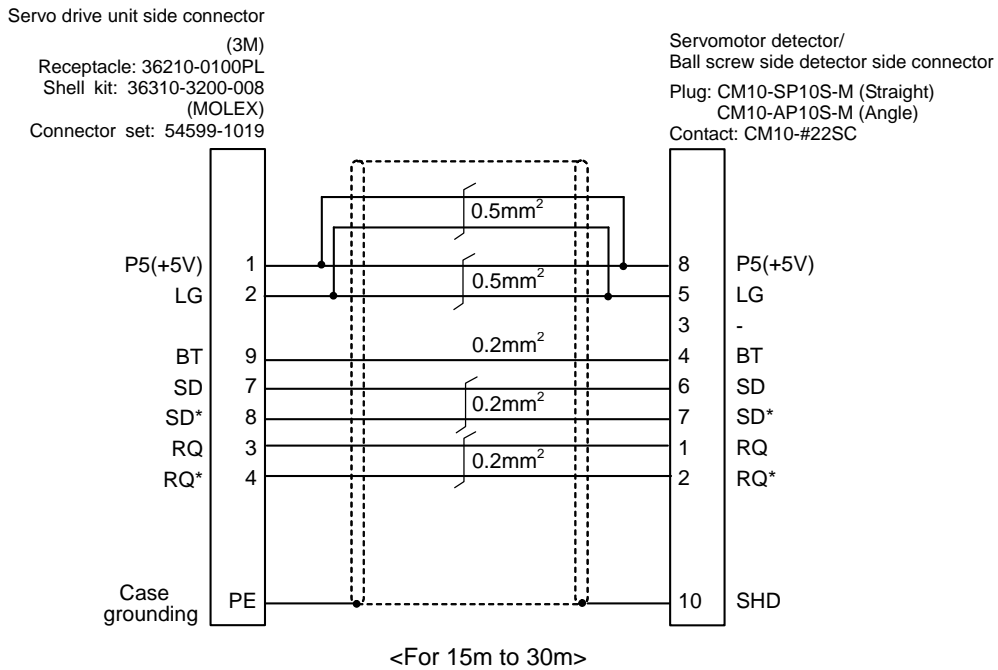 Servo drive unit side connector
(3M)
Receptacle: 36210-0100PL
Shell kit: 36310-3200-008
(MOLEX)
Connector set: 54599-1019
Servomotor detector/
Ball screw side detector side connector
Plug: CM10-SP10S-M (Straight)
CM10-AP10S-M (Angle)
Contact: CM10-#22SC
0.5mm²
P5(+5V) 1 8 P5(+5V)
0.5mm²
LG 2 5 LG
3 -
0.2mm²
BT 9 4 BT
SD 7 6 SD
0.2mm²
SD* 8 7 SD*
RQ 3 1 RQ
0.2mm²
RQ* 4 2 RQ*
Case
grounding PE 10 SHD
<For 15m to 30m>